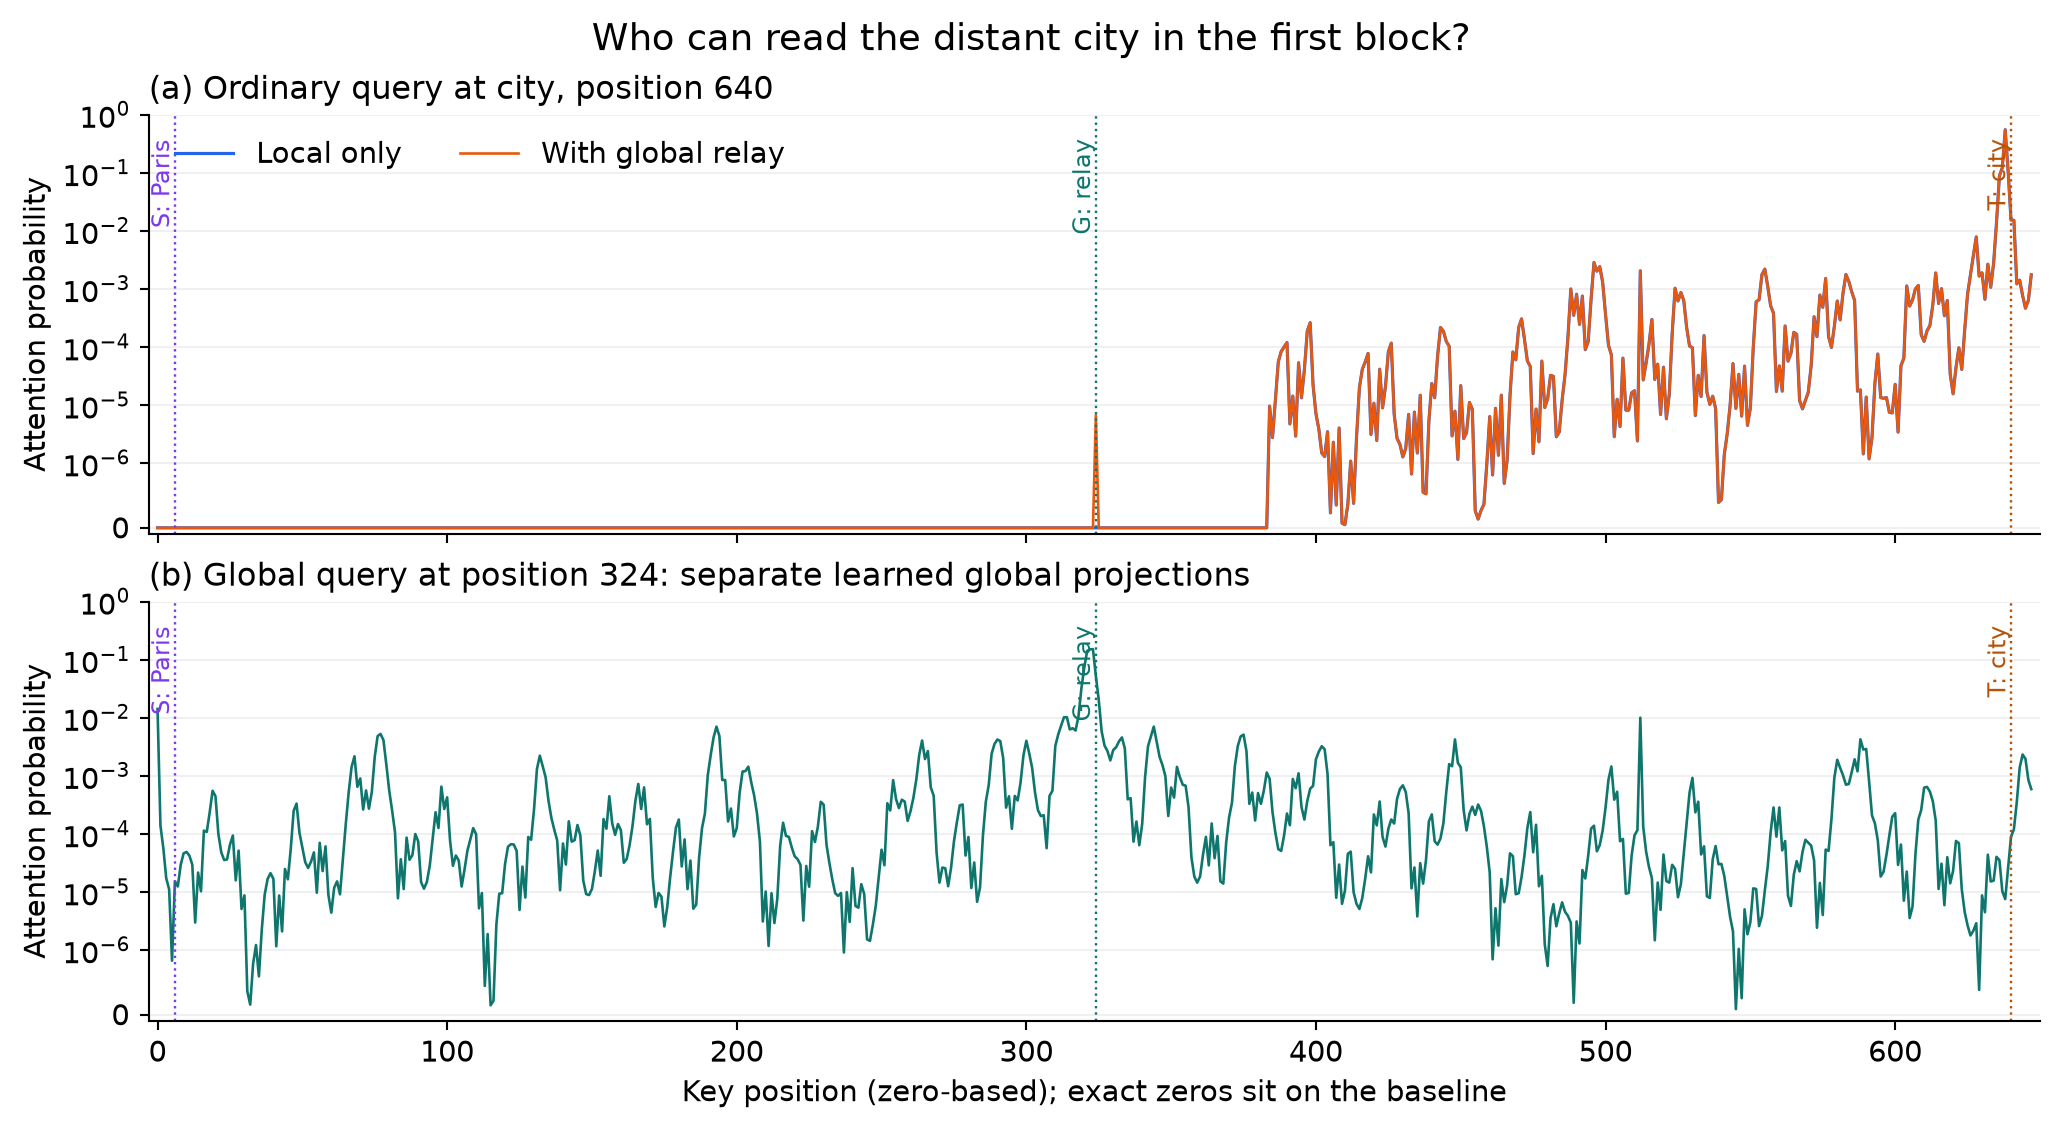 Who can read the distant city in the first block?
(a) Ordinary query at city, position 640
Attention probability
10⁰
10⁻¹
10⁻²
10⁻³
10⁻⁴
10⁻⁵
10⁻⁶
0
S: Paris
Local only
With global relay
G: relay
T: city
(b) Global query at position 324: separate learned global projections
Attention probability
10⁰
10⁻¹
10⁻²
10⁻³
10⁻⁴
10⁻⁵
10⁻⁶
0
S: Paris
G: relay
T: city
0 100 200 300 400 500 600
Key position (zero-based); exact zeros sit on the baseline